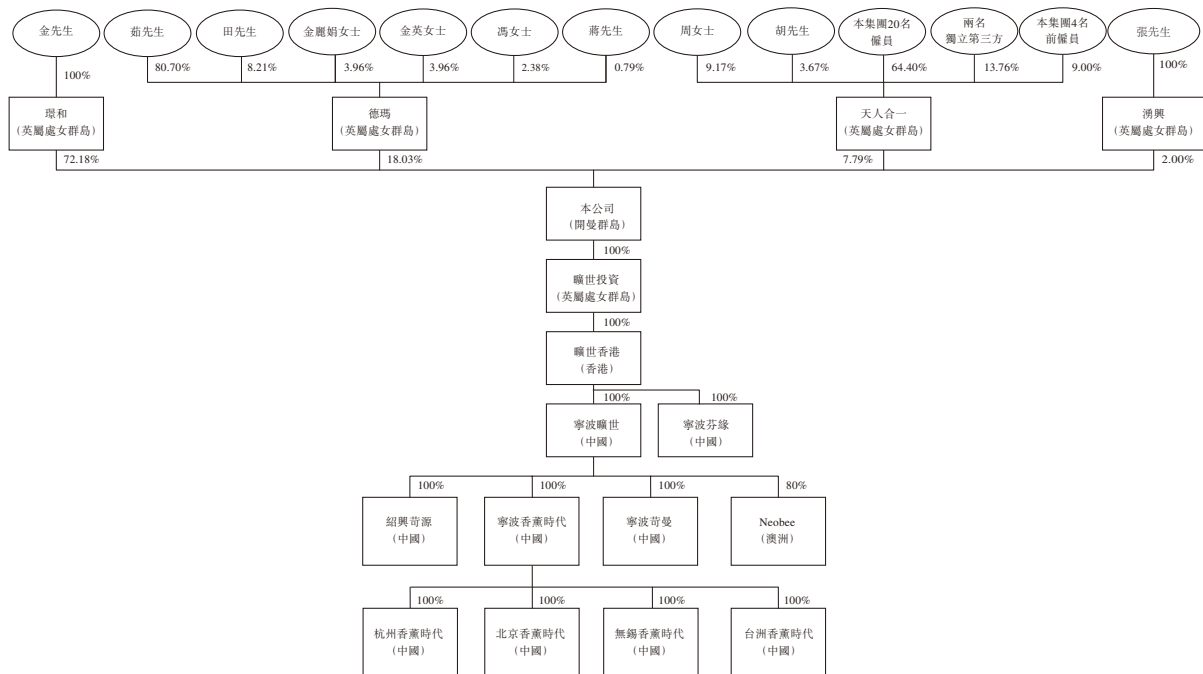 金先生
茹先生
田先生
金麗娟女士
金英女士
馮女士
蔣先生
周女士
胡先生
本集團20名
僱員
兩名
獨立第三方
本集團4名
前僱員
張先生
100%
80.70%
8.21%
3.96%
3.96%
2.38%
0.79%
9.17%
3.67%
64.40%
13.76%
9.00%
100%
璟和
(英屬處女群島)
德瑪
(英屬處女群島)
天人合一
(英屬處女群島)
湧興
(英屬處女群島)
72.18%
18.03%
7.79%
2.00%
本公司
(開曼群島)
100%
曠世投資
(英屬處女群島)
100%
曠世香港
(香港)
100%
100%
寧波曠世
(中國)
寧波芬緣
(中國)
100%
100%
100%
80%
紹興苛源
(中國)
寧波香薰時代
(中國)
寧波苛曼
(中國)
Neobee
(澳洲)
100%
100%
100%
100%
杭州香薰時代
(中國)
北京香薰時代
(中國)
無錫香薰時代
(中國)
台洲香薰時代
(中國)